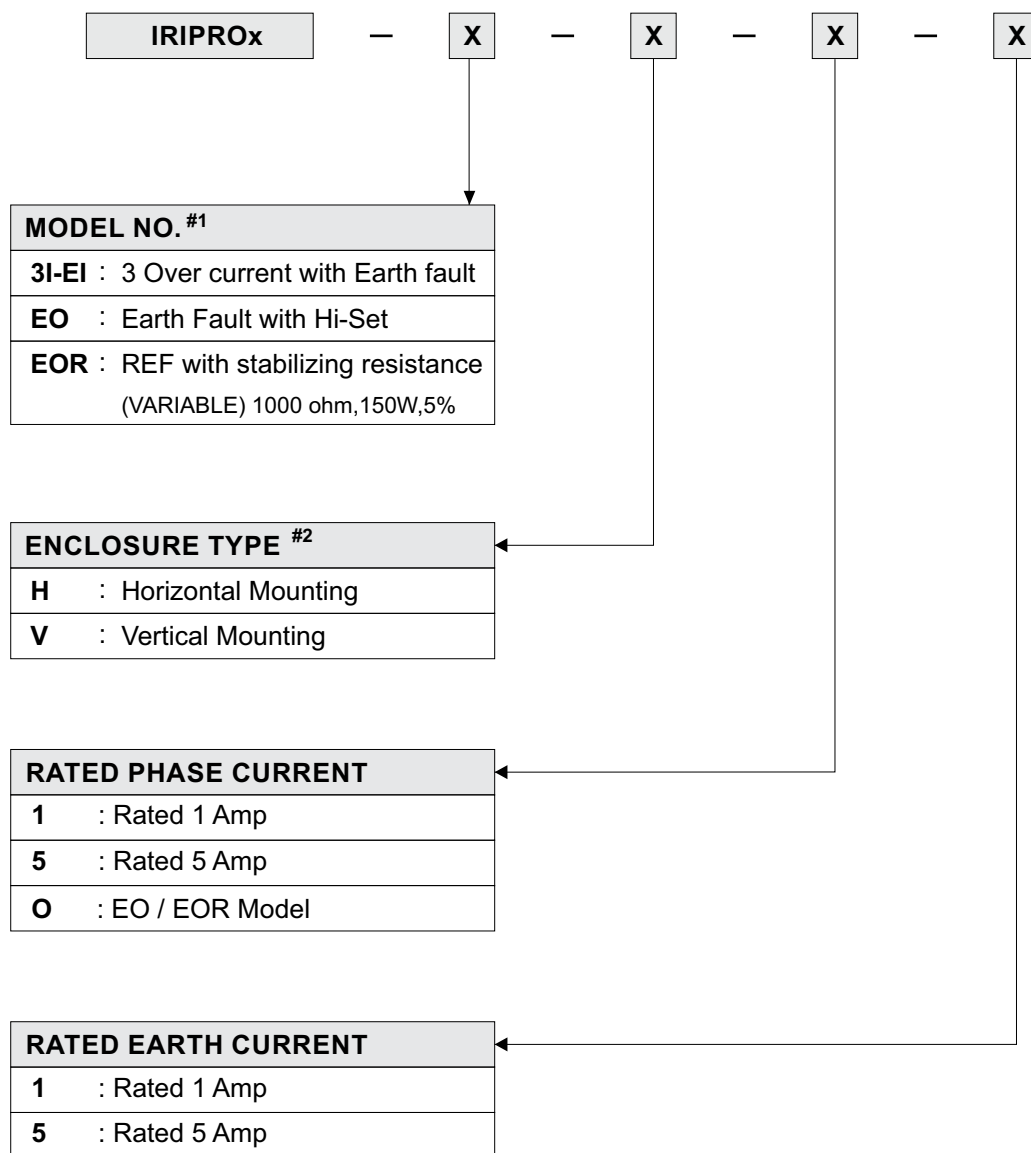 IRIPROx — X — X — X — X
MODEL NO. #1
3I-EI : 3 Over current with Earth fault
EO : Earth Fault with Hi-Set
EOR : REF with stabilizing resistance
(VARIABLE) 1000 ohm,150W,5%
ENCLOSURE TYPE #2
H : Horizontal Mounting
V : Vertical Mounting
RATED PHASE CURRENT
1 : Rated 1 Amp
5 : Rated 5 Amp
O : EO / EOR Model
RATED EARTH CURRENT
1 : Rated 1 Amp
5 : Rated 5 Amp